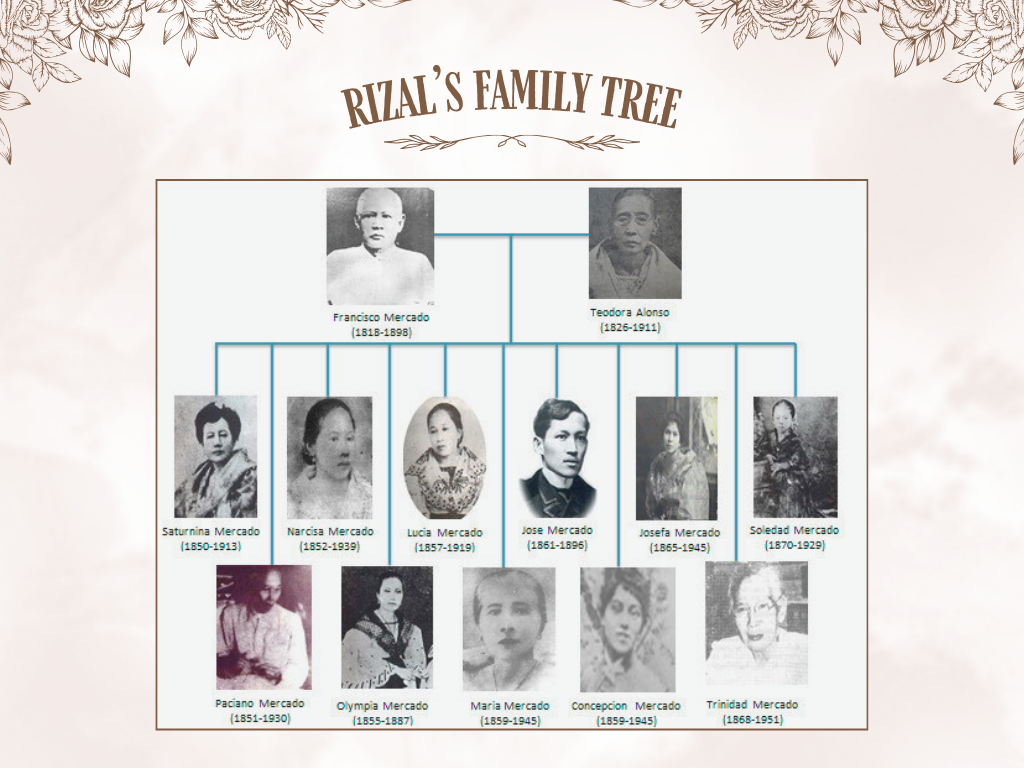 RIZAL'S FAMILY TREE
Francisco Mercado
(1818-1898)
Teodora Alonso
(1826-1911)
Saturnina Mercado
(1850-1913)
Narcisa Mercado
(1852-1939)
Lucia Mercado
(1857-1919)
Jose Mercado
(1861-1896)
Josefa Mercado
(1865-1945)
Soledad Mercado
(1870-1929)
Paciano Mercado
(1851-1930)
Olympia Mercado
(1855-1887)
Maria Mercado
(1859-1945)
Concepcion Mercado
(1859-1945)
Trinidad Mercado
(1868-1951)